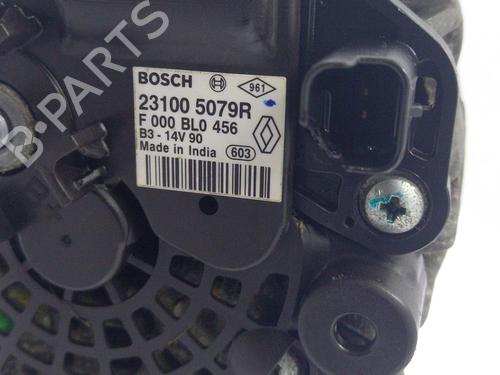 BOSCH
961
23100 5079R
F 000 BL0 456
B3 - 14V 90
Made in India
603
B-PARTS